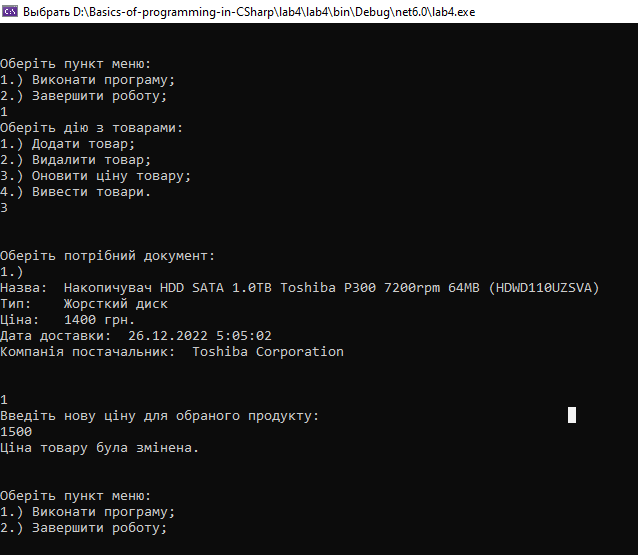 Выбрать D:\Basics-of-programming-in-CSharp\lab4\lab4\bin\Debug\net6.0\lab4.exe
Оберіть пункт меню:
1.) Виконати програму;
2.) Завершити роботу;
1
Оберіть дію з товарами:
1.) Додати товар;
2.) Видалити товар;
3.) Оновити ціну товару;
4.) Вивести товари.
3
Оберіть потрібний документ:
1.)
Назва:  Накопичувач HDD SATA 1.0TB Toshiba P300 7200rpm 64MB (HDWD110UZSVA)
Тип:    Жорсткий диск
Ціна:   1400 грн.
Дата доставки:  26.12.2022 5:05:02
Компанія постачальник:  Toshiba Corporation
1
Введіть нову ціну для обраного продукту:
1500
Ціна товару була змінена.
Оберіть пункт меню:
1.) Виконати програму;
2.) Завершити роботу;